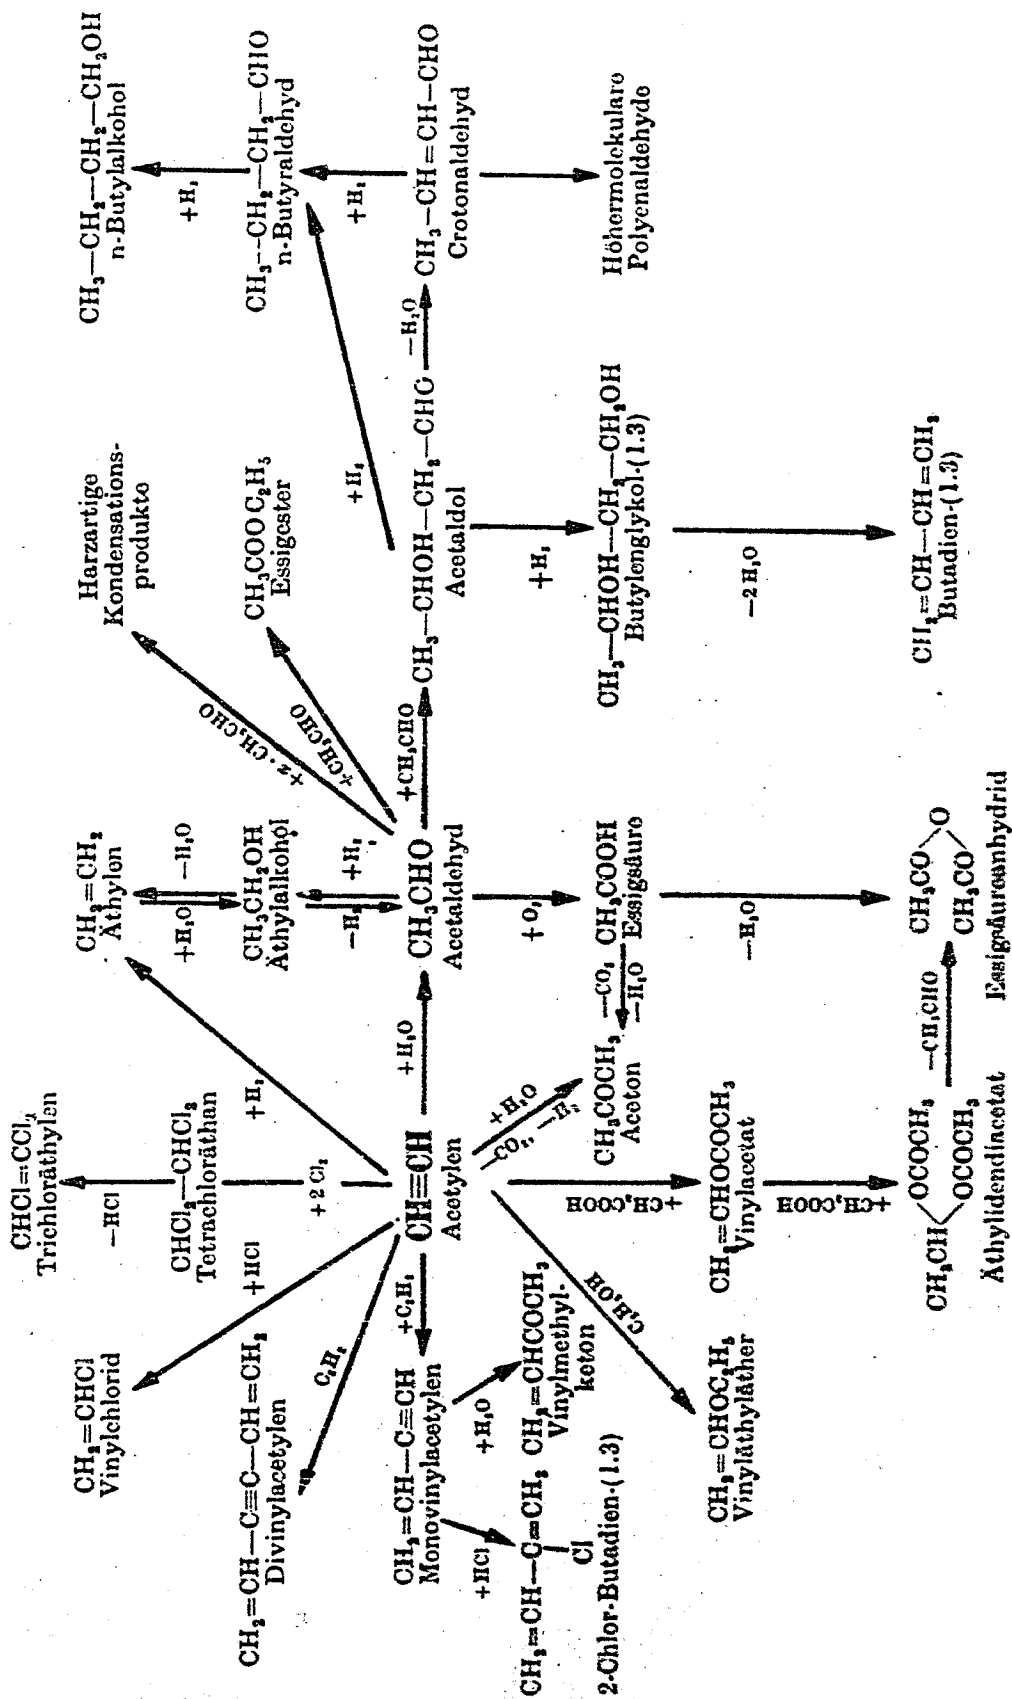 CHCl=CCl₂
Trichloräthylen
—HCl
CH₂=CHCl
Vinylchlorid
CH₂=CH₂
Äthylen
Harzartige
Kondensations-
produkte
CH₃—CH₂—CH₂—CH₂OH
n-Butylalkohol
CHCl₂—CHCl₂
Tetrachloräthan
+H₂O
—H₂O
+H₂
+HCl
+H₂
+x·CH₃CHO
CH₂=CH—C≡C—CH=CH₂
Divinylacetylen
CH₃CH₂OH
Äthylalkohol
CH₃COOC₂H₅
Essigester
CH₃—CH₂—CH₂—CHO
n-Butyraldehyd
C₂H₂
+2 Cl₂
—H₂
+H₂
+CH₃CHO
+H₂
+H₂
+C₂H₂
+H₂O
+CH₃CHO
—H₂O
CH₂=CH—C≡CH
Monovinylacetylen
CH≡CH
Acetylen
CH₃CHO
Acetaldehyd
CH₃—CHOH—CH₂—CHO
Acetaldol
CH₃—CH=CH—CHO
Crotonaldehyd
+HCl
+H₂O
—CO₂, —H₂
+H₂O
+O₂
+H₂
CH₂=CH—C=CH₂
Cl
2-Chlor-Butadien-(1.3)
CH₂=CHCOCH₃
Vinylmethyl-
keton
C₂H₅OH
+CH₃COOH
CH₃COCH₃
Aceton
—CO₂
—H₂O
CH₃COOH
Essigsäure
CH₃—CHOH—CH₂—CH₂OH
Butylenglykol-(1.3)
Höhermolekulare
Polyenaldehyde
CH₂=CHOC₂H₅
Vinyläthyläther
CH₂=CHOCOCH₃
Vinylacetat
+CH₃COOH
—H₂O
—2 H₂O
CH₃CH
OCOCH₃
OCOCH₃
Äthylidendiacetat
—CH₃CHO
CH₃CO
O
CH₃CO
Essigsäureanhydrid
CH₂=CH—CH=CH₂
Butadien-(1.3)